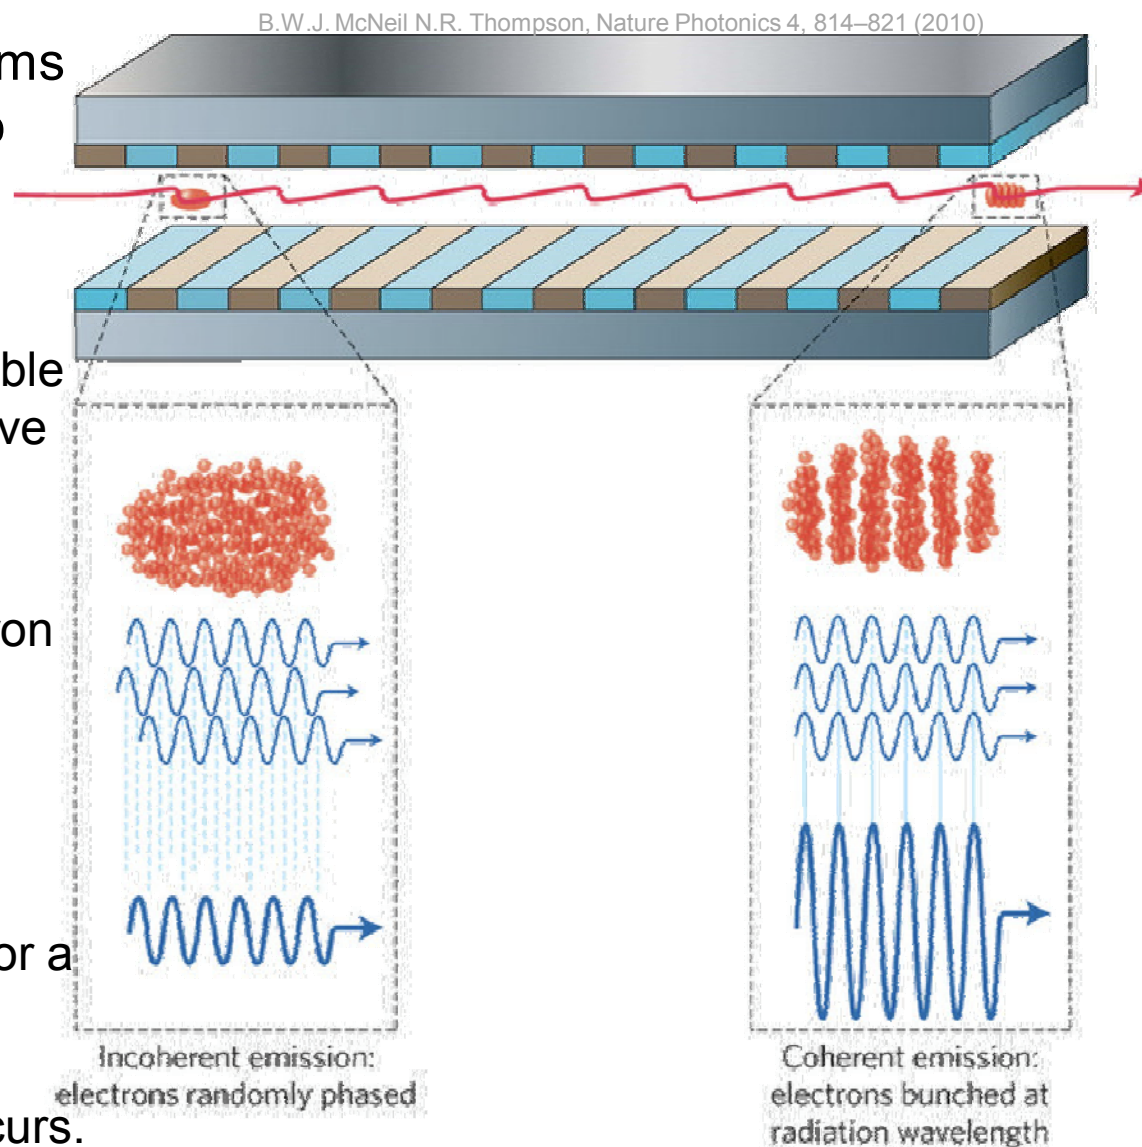 B.W.J. McNeil N.R. Thompson, Nature Photonics 4, 814–821 (2010)
ms
ble
ve
on
or a
curs.
Incoherent emission:
electrons randomly phased
Coherent emission:
electrons bunched at
radiation wavelength